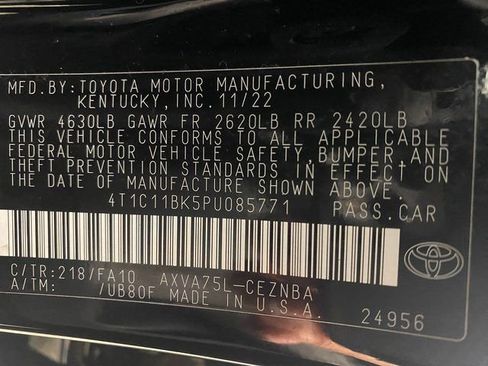 MFD. BY: TOYOTA MOTOR MANUFACTURING,
KENTUCKY, INC. 11/22
GVWR 4630LB GAWR FR 2620LB RR 2420LB
THIS VEHICLE CONFORMS TO ALL APPLICABLE
FEDERAL MOTOR VEHICLE SAFETY, BUMPER, AND
THEFT PREVENTION STANDARDS IN EFFECT ON
THE DATE OF MANUFACTURE SHOWN ABOVE.
4T1C11BK5PU085771 PASS. CAR
C/TR: 218/FA10 AXVA75L-CEZNBA
A/TM: /UB80F MADE IN U.S.A.
TOYOTA
24956